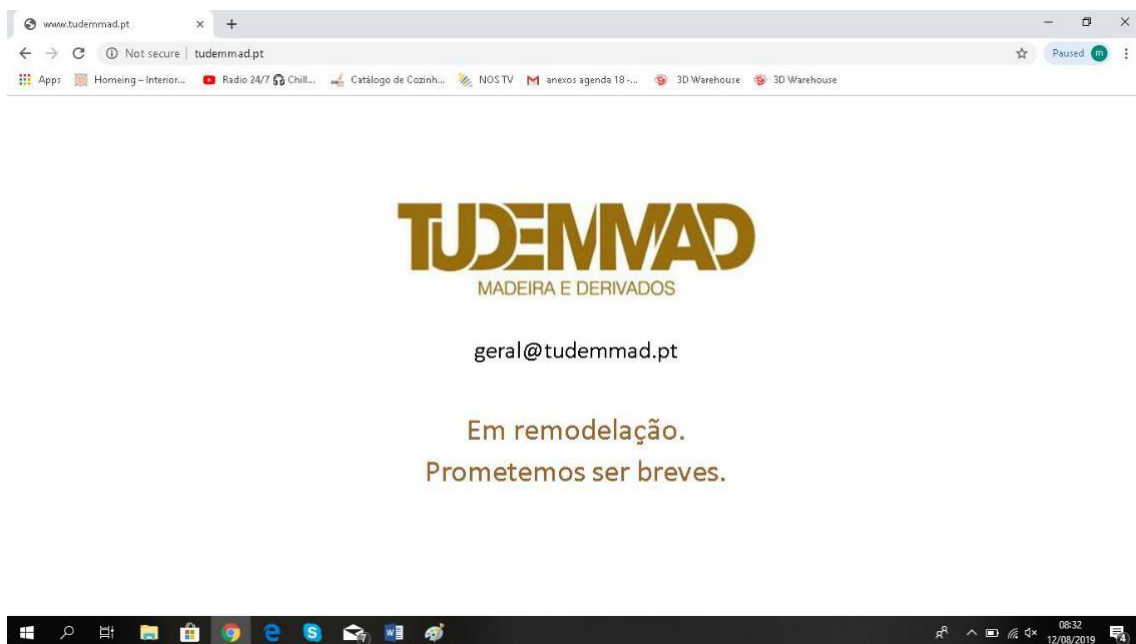 www.tudemmad.pt
Not secure | tudemmad.pt
Paused m
Apps Homeing – Interior... Radio 24/7 🎧 Chill... Catálogo de Cozinh... NOS TV anexos agenda 18 -... 3D Warehouse 3D Warehouse
TUDEMMAD
MADEIRA E DERIVADOS
geral@tudemmad.pt
Em remodelação.
Prometemos ser breves.
08:32
12/08/2019